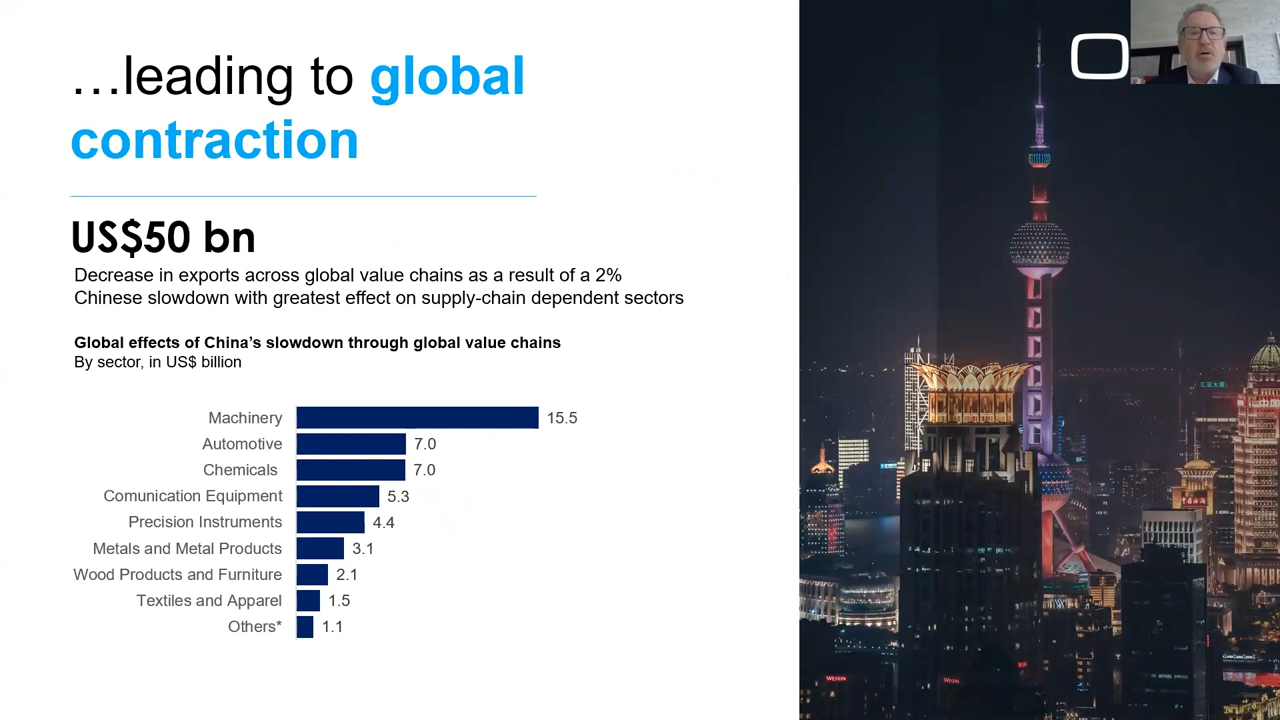 …leading to global
contraction
US$50 bn
Decrease in exports across global value chains as a result of a 2%
Chinese slowdown with greatest effect on supply-chain dependent sectors
Global effects of China’s slowdown through global value chains
By sector, in US$ billion
Machinery 15.5
Automotive 7.0
Chemicals 7.0
Comunication Equipment 5.3
Precision Instruments 4.4
Metals and Metal Products 3.1
Wood Products and Furniture 2.1
Textiles and Apparel 1.5
Others* 1.1
WESTIN
WESTIN